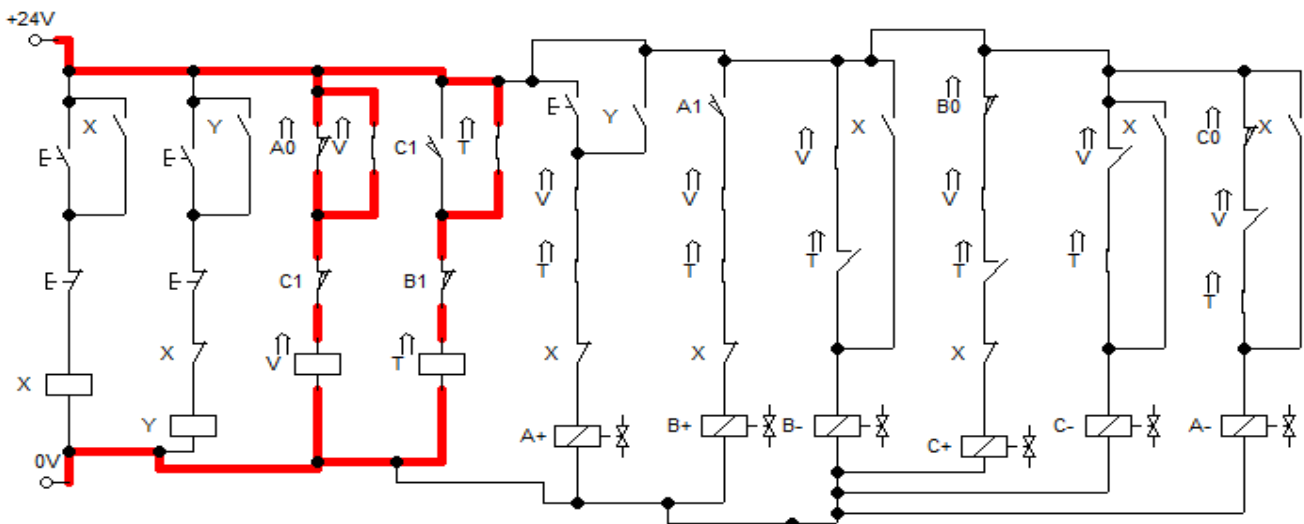 +24V
X
Y
A0 V
C1 T
Y
A1
X
B0
X
C0 X
V
V
V
V
V
V
C1
B1
T
T
T
T
T
T
X
X
X
X
X
V
T
Y
A+
B+
B-
C+
C-
A-
0V